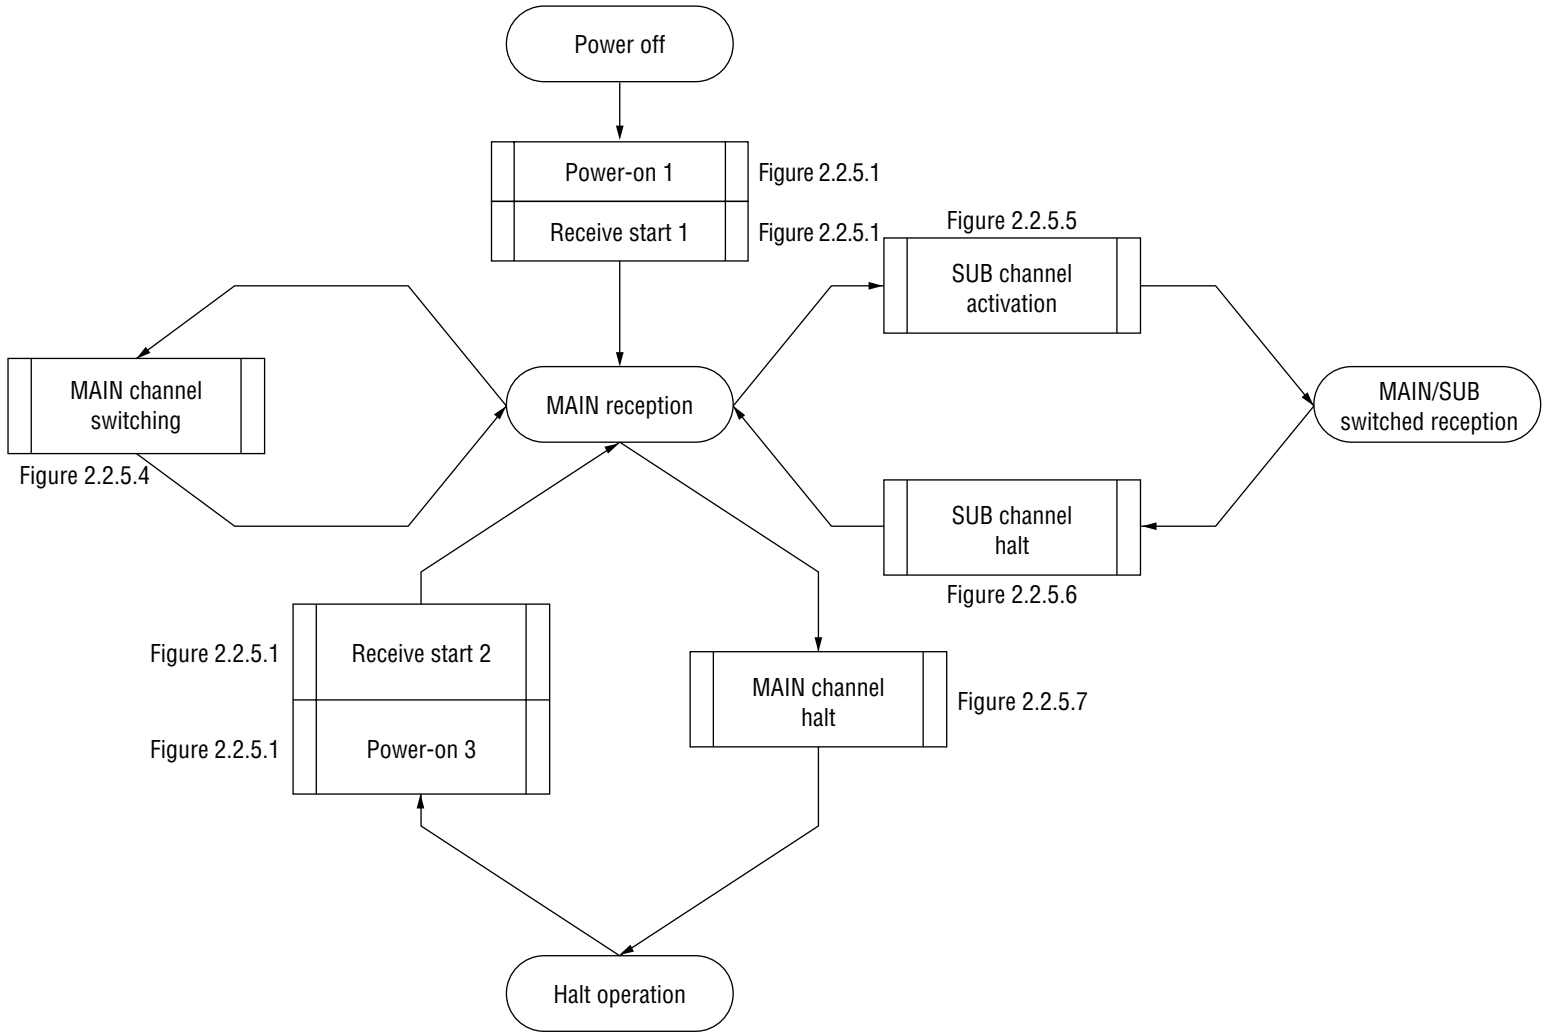 Power off
Power-on 1
Figure 2.2.5.1
Receive start 1
Figure 2.2.5.1
Figure 2.2.5.5
SUB channel
activation
MAIN channel
switching
Figure 2.2.5.4
MAIN reception
MAIN/SUB
switched reception
SUB channel
halt
Figure 2.2.5.6
Figure 2.2.5.1
Receive start 2
Figure 2.2.5.1
Power-on 3
MAIN channel
halt
Figure 2.2.5.7
Halt operation